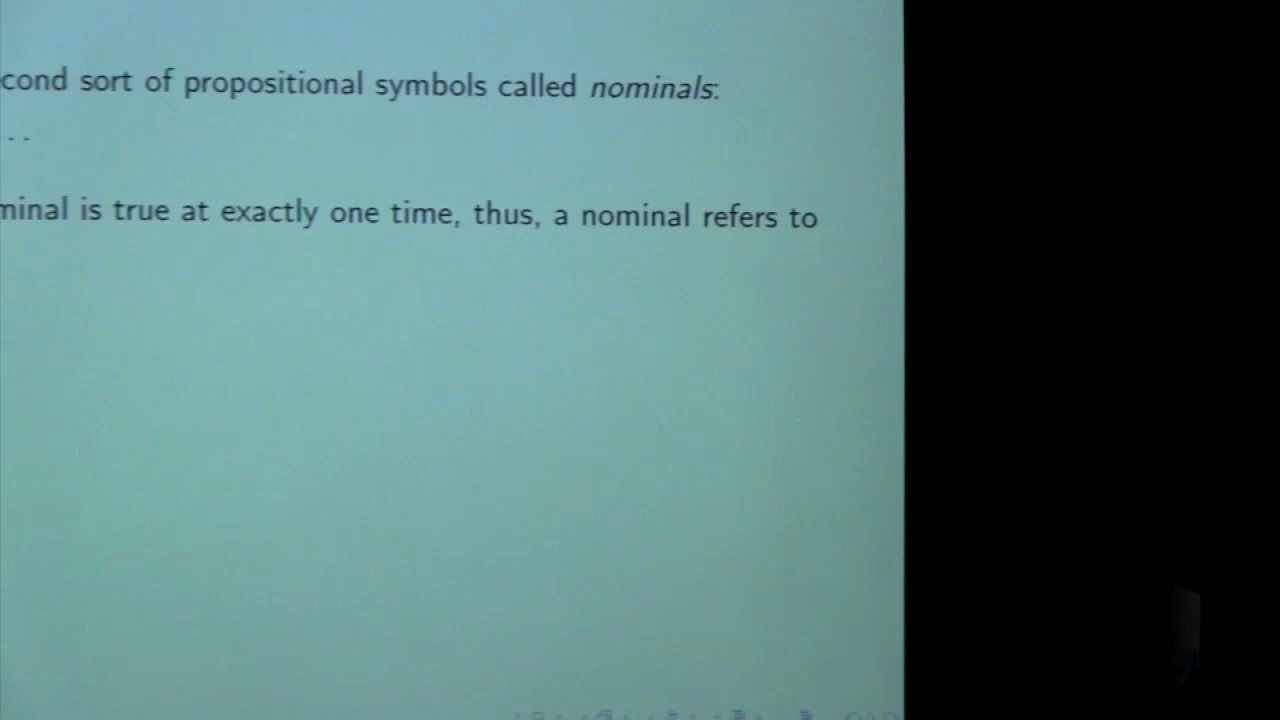 cond sort of propositional symbols called nominals:
minal is true at exactly one time, thus, a nominal refers to